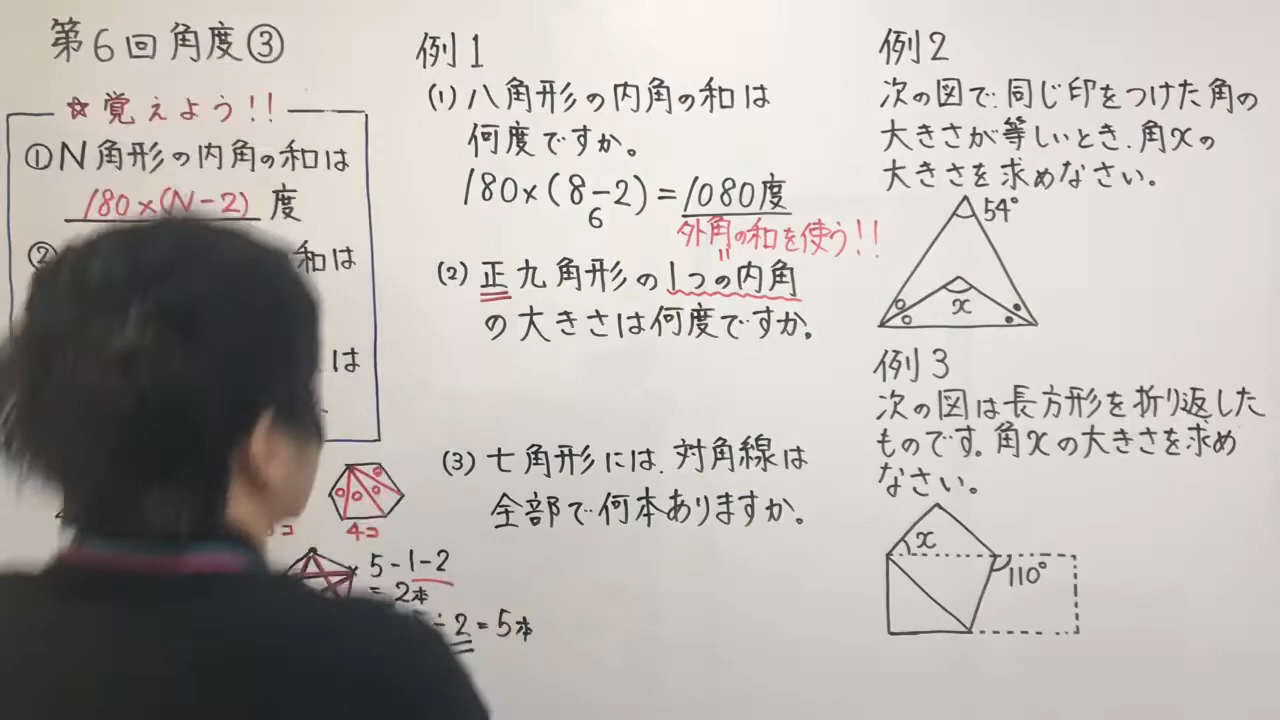 第6回角度③
☆覚えよう!!
①N角形の内角の和は
180×(N-2)度
②
和は
は
4コ
コ
5-1-2
=2本
÷2=5本
例1
(1)八角形の内角の和は
何度ですか。
180×(8-2)=1080度
6
外角の和を使う!!
(2)正九角形の1つの内角
の大きさは何度ですか。
(3)七角形には、対角線は
全部で何本ありますか。
例2
次の図で、同じ印をつけた角の
大きさが等しいとき、角xの
大きさを求めなさい。
54°
x
例3
次の図は長方形を折り返した
ものです。角xの大きさを求め
なさい。
x
110°